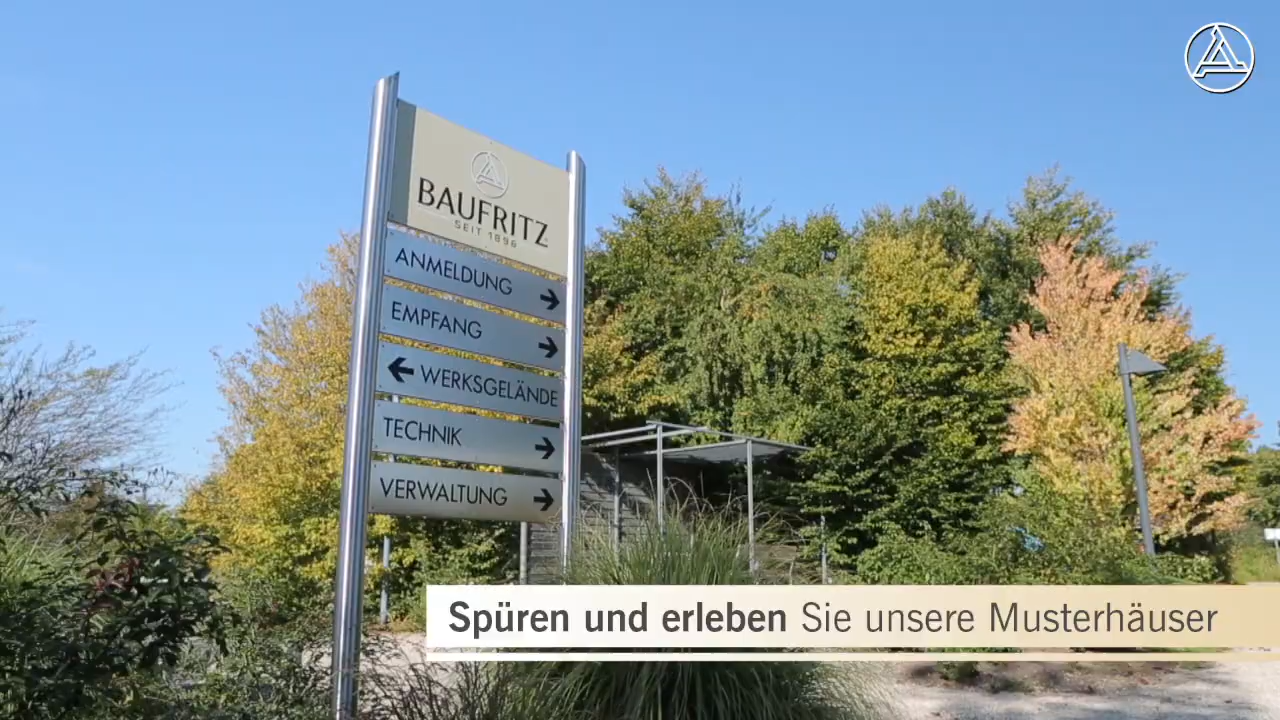 BAUFRITZ
SEIT 1896
ANMELDUNG
EMPFANG
WERKSGELÄNDE
TECHNIK
VERWALTUNG
Spüren und erleben Sie unsere Musterhäuser